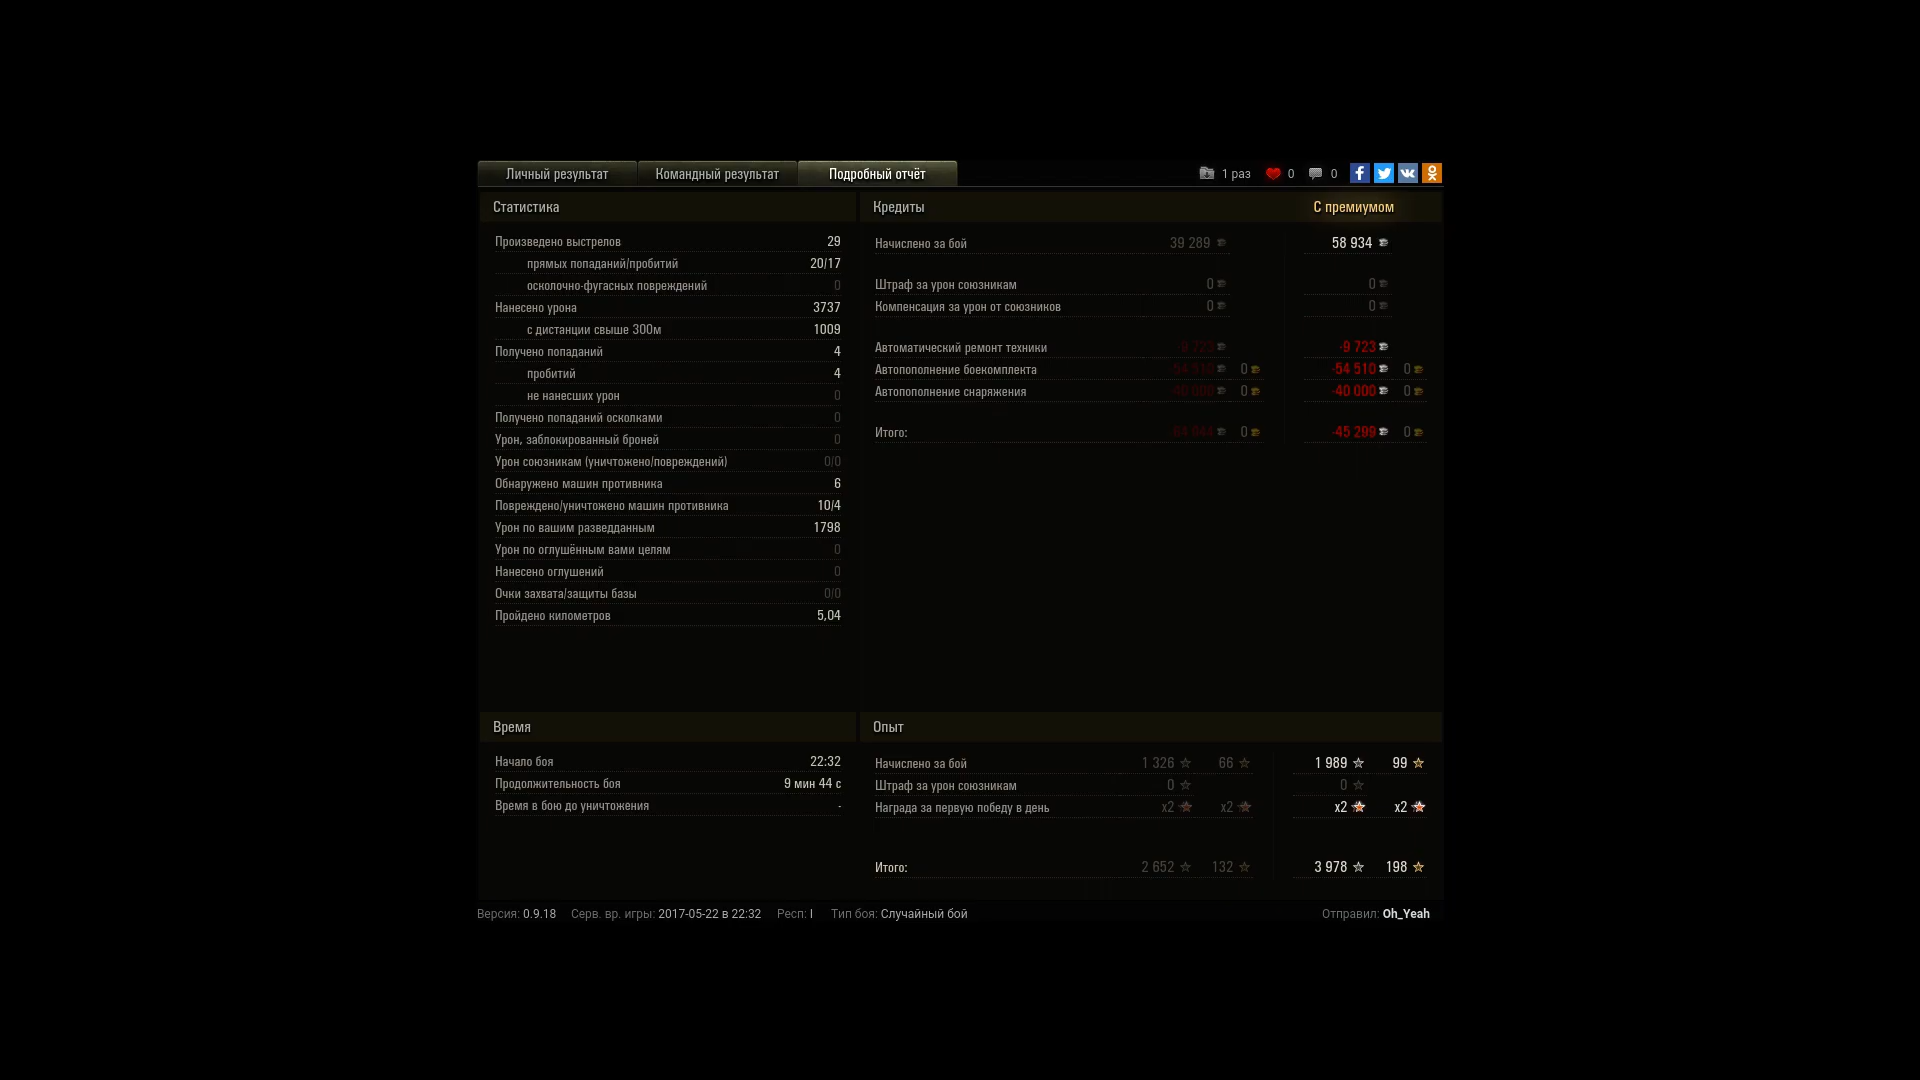 Личный результат Командный результат Подробный отчёт 1 раз 0 0
Статистика
Произведено выстрелов 29
прямых попаданий/пробитий 20/17
осколочно-фугасных повреждений 0
Нанесено урона 3737
с дистанции свыше 300м 1009
Получено попаданий 4
пробитий 4
не нанесших урон 0
Получено попаданий осколками 0
Урон, заблокированный броней 0
Урон союзникам (уничтожено/повреждений) 0/0
Обнаружено машин противника 6
Повреждено/уничтожено машин противника 10/4
Урон по вашим разведданным 1798
Урон по оглушённым вами целям 0
Нанесено оглушений 0
Очки захвата/защиты базы 0/0
Пройдено километров 5,04
Кредиты С премиумом
Начислено за бой 39 289 58 934
Штраф за урон союзникам 0 0
Компенсация за урон от союзников 0 0
Автоматический ремонт техники -9 723 -9 723
Автопополнение боекомплекта -54 510 0 -54 510 0
Автопополнение снаряжения -40 000 0 -40 000 0
Итого: -64 944 0 -45 299 0
Время
Начало боя 22:32
Продолжительность боя 9 мин 44 с
Время в бою до уничтожения -
Опыт
Начислено за бой 1 326 66 1 989 99
Штраф за урон союзникам 0 0
Награда за первую победу в день x2 x2 x2 x2
Итого: 2 652 132 3 978 198
Версия: 0.9.18 Серв. вр. игры: 2017-05-22 в 22:32 Респ: I Тип боя: Случайный бой Отправил: Oh_Yeah